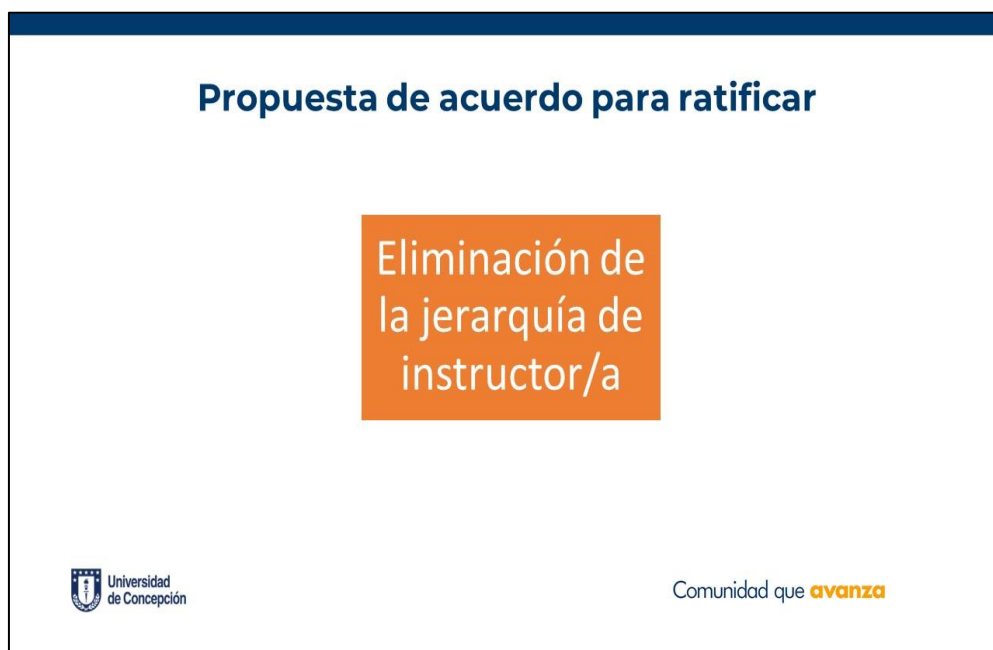 Propuesta de acuerdo para ratificar
Eliminación de
la jerarquía de
instructor/a
Universidad
de Concepción
Comunidad que avanza